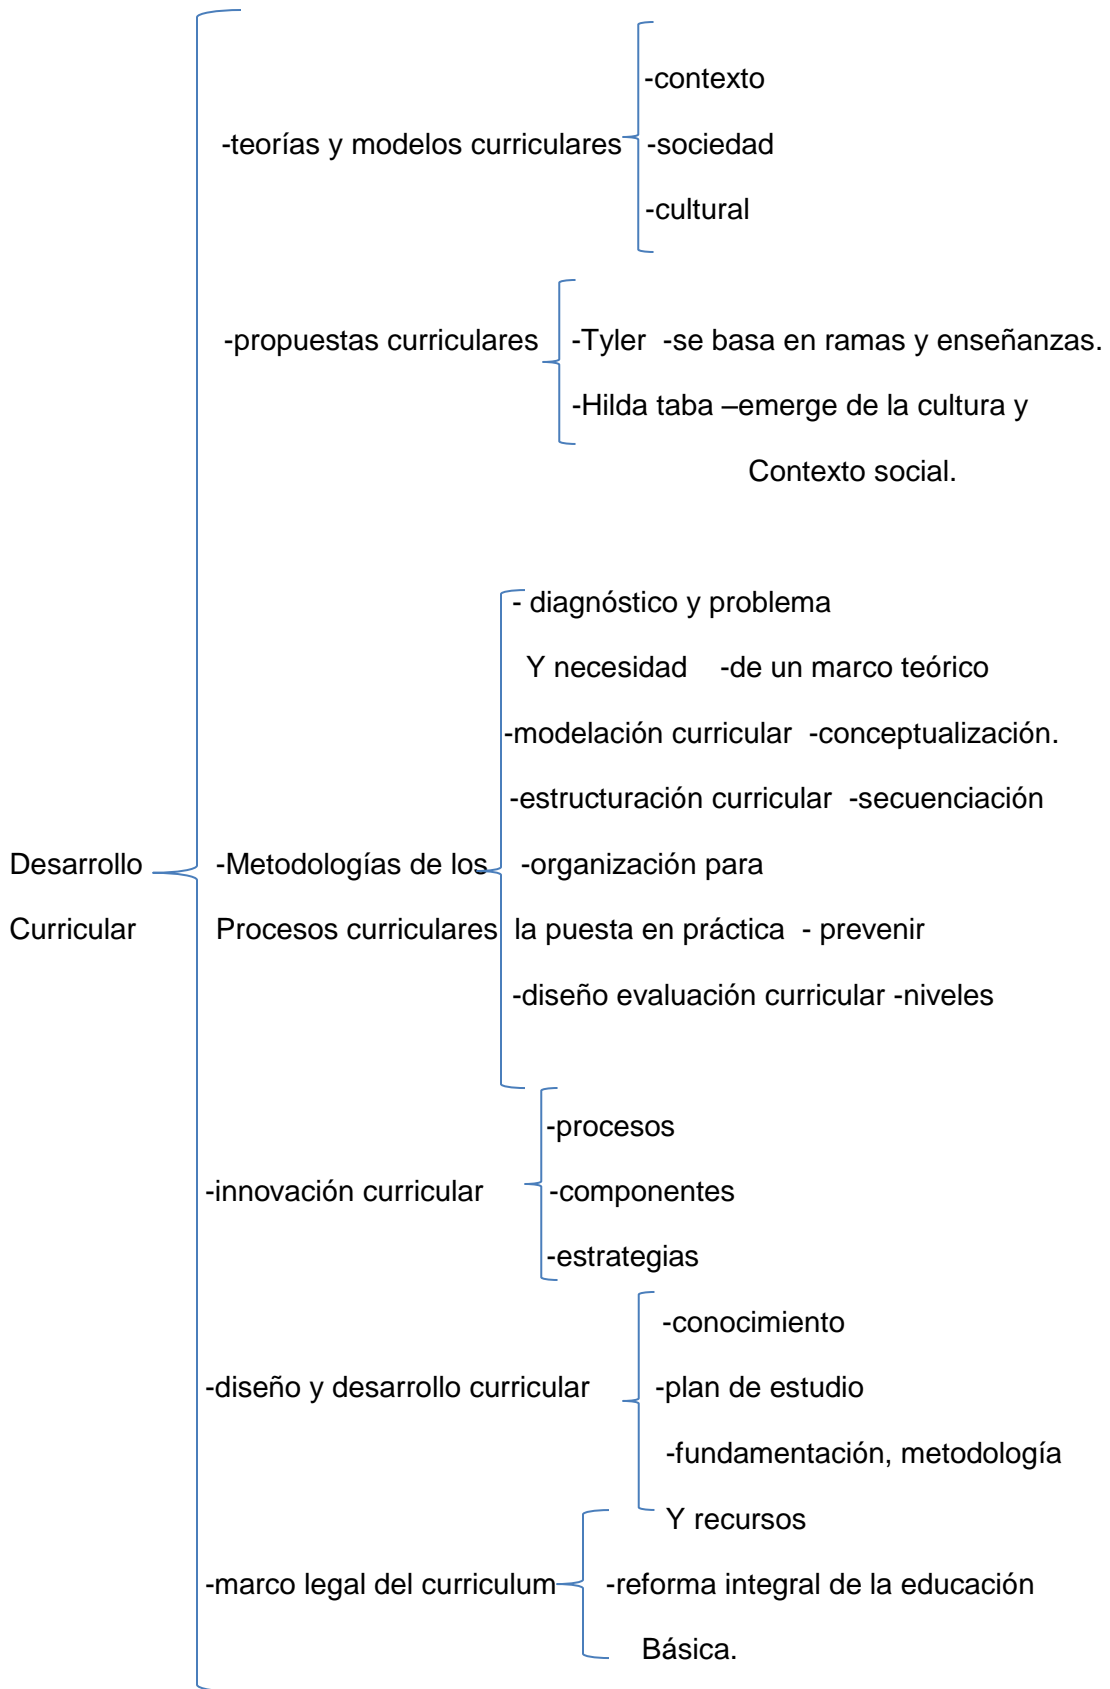 -contexto
-teorías y modelos curriculares -sociedad
-cultural
-propuestas curriculares -Tyler -se basa en ramas y enseñanzas.
-Hilda taba –emerge de la cultura y
Contexto social.
- diagnóstico y problema
Y necesidad -de un marco teórico
-modelación curricular -conceptualización.
-estructuración curricular -secuenciación
Desarrollo -Metodologías de los -organización para
Curricular Procesos curriculares la puesta en práctica - prevenir
-diseño evaluación curricular -niveles
-procesos
-innovación curricular -componentes
-estrategias
-conocimiento
-diseño y desarrollo curricular -plan de estudio
-fundamentación, metodología
Y recursos
-marco legal del curriculum -reforma integral de la educación
Básica.